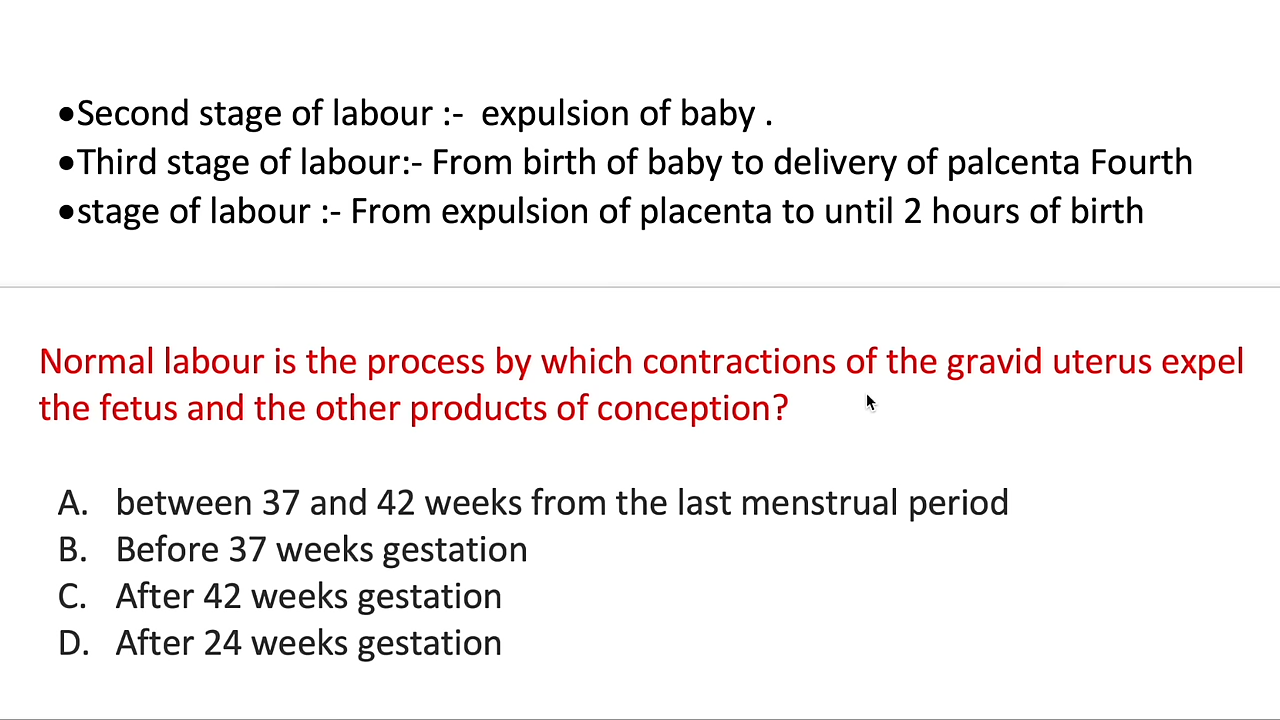 •Second stage of labour :-  expulsion of baby .
•Third stage of labour:- From birth of baby to delivery of palcenta Fourth
•stage of labour :- From expulsion of placenta to until 2 hours of birth
Normal labour is the process by which contractions of the gravid uterus expel
the fetus and the other products of conception?
A. between 37 and 42 weeks from the last menstrual period
B. Before 37 weeks gestation
C. After 42 weeks gestation
D. After 24 weeks gestation